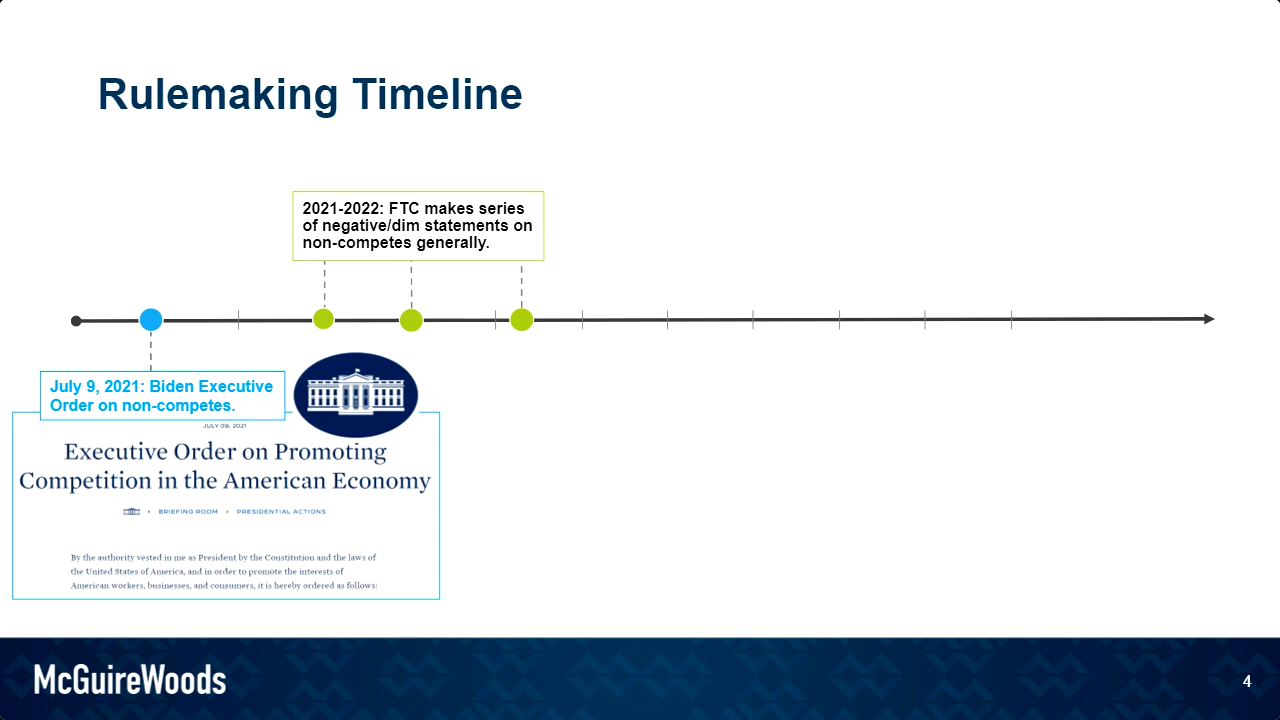 Rulemaking Timeline
2021-2022: FTC makes series
of negative/dim statements on
non-competes generally.
July 9, 2021: Biden Executive
Order on non-competes.
JULY 09, 2021
Executive Order on Promoting
Competition in the American Economy
BRIEFING ROOM › PRESIDENTIAL ACTIONS
By the authority vested in me as President by the Constitution and the laws of
the United States of America, and in order to promote the interests of
American workers, businesses, and consumers, it is hereby ordered as follows:
McGuireWoods
4